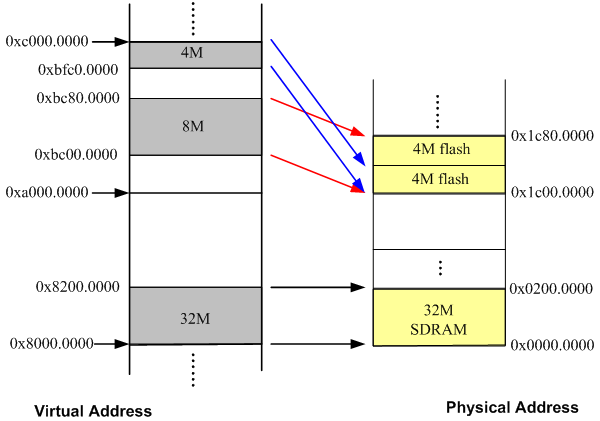 0xc000.0000
4M
0xbfc0.0000
0xbc80.0000
8M
0xbc00.0000
0xa000.0000
0x8200.0000
32M
0x8000.0000
Virtual Address
0x1c80.0000
4M flash
4M flash
0x1c00.0000
0x0200.0000
32M
SDRAM
0x0000.0000
Physical Address